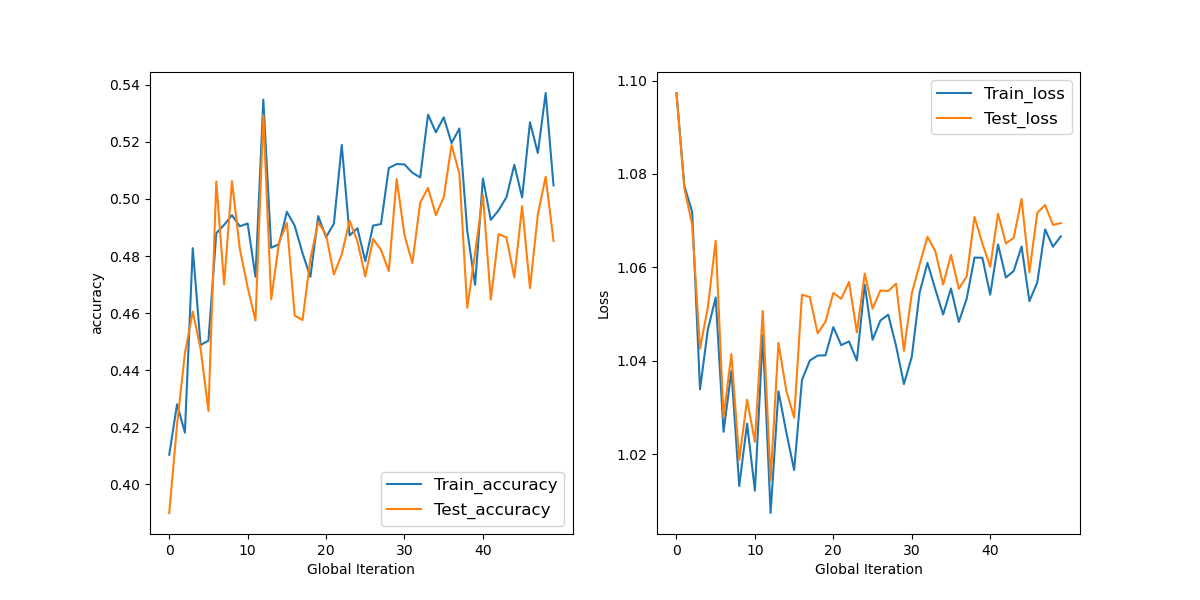 0.54
0.52
0.50
0.48
0.46
0.44
0.42
0.40
accuracy
0 10 20 30 40
Global Iteration
Train_accuracy
Test_accuracy
1.10
1.08
1.06
1.04
1.02
Loss
0 10 20 30 40
Global Iteration
Train_loss
Test_loss